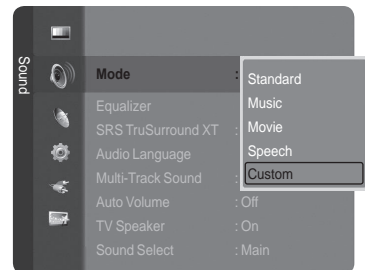 Sound
Mode :
Standard
Music
Movie
Speech
Custom
Equalizer
SRS TruSurround XT :
Audio Language
Multi-Track Sound :
Auto Volume : Off
TV Speaker : On
Sound Select : Main